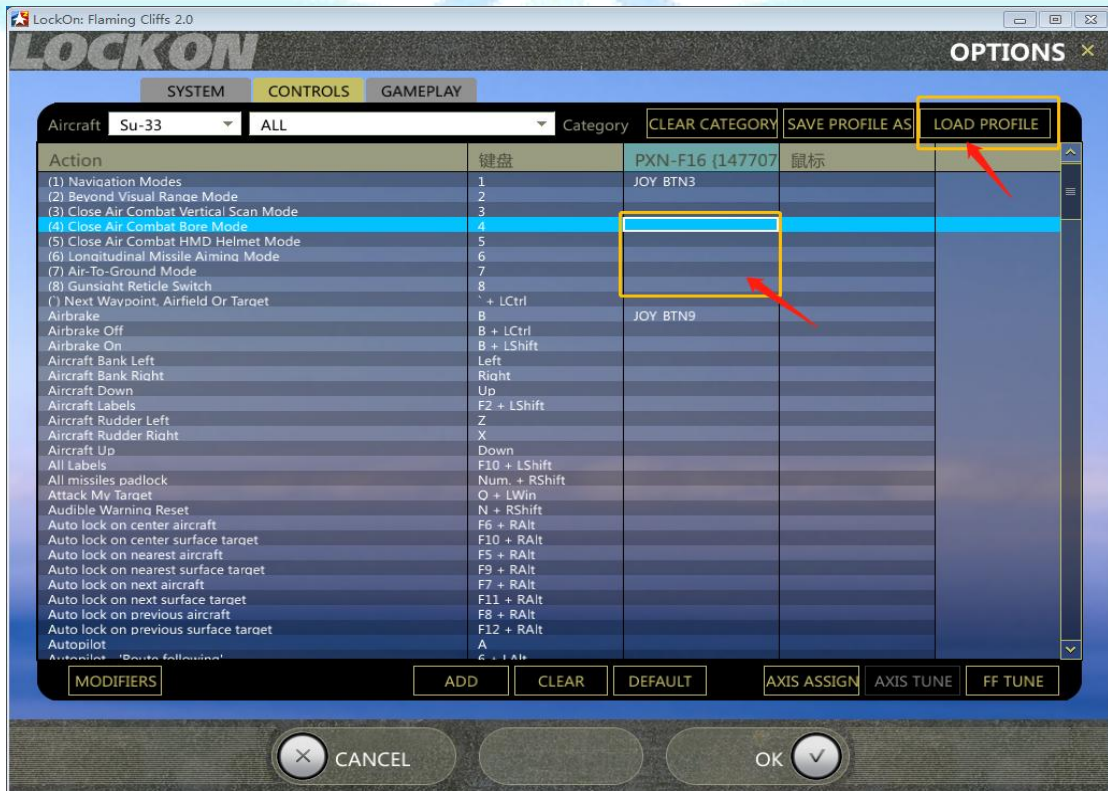 LockOn: Flaming Cliffs 2.0
LOCKON
OPTIONS
SYSTEM CONTROLS GAMEPLAY
Aircraft Su-33 ALL Category CLEAR CATEGORY SAVE PROFILE AS LOAD PROFILE
Action 键盘 PXN-F16 {147707 鼠标
(1) Navigation Modes 1 JOY BTN3
(2) Beyond Visual Range Mode 2
(3) Close Air Combat Vertical Scan Mode 3
(4) Close Air Combat Bore Mode 4
(5) Close Air Combat HMD Helmet Mode 5
(6) Longitudinal Missile Aiming Mode 6
(7) Air-To-Ground Mode 7
(8) Gunsight Reticle Switch 8
(`) Next Waypoint, Airfield Or Target ` + LCtrl
Airbrake B JOY BTN9
Airbrake Off B + LCtrl
Airbrake On B + LShift
Aircraft Bank Left Left
Aircraft Bank Right Right
Aircraft Down Up
Aircraft Labels F2 + LShift
Aircraft Rudder Left Z
Aircraft Rudder Right X
Aircraft Up Down
All Labels F10 + LShift
All missiles padlock Num. + RShift
Attack My Target Q + LWin
Audible Warning Reset N + RShift
Auto lock on center aircraft F6 + RAlt
Auto lock on center surface target F10 + RAlt
Auto lock on nearest aircraft F5 + RAlt
Auto lock on nearest surface target F9 + RAlt
Auto lock on next aircraft F7 + RAlt
Auto lock on next surface target F11 + RAlt
Auto lock on previous aircraft F8 + RAlt
Auto lock on previous surface target F12 + RAlt
Autopilot A
Autopilot - 'Route following' 6 + LAlt
MODIFIERS ADD CLEAR DEFAULT AXIS ASSIGN AXIS TUNE FF TUNE
CANCEL OK